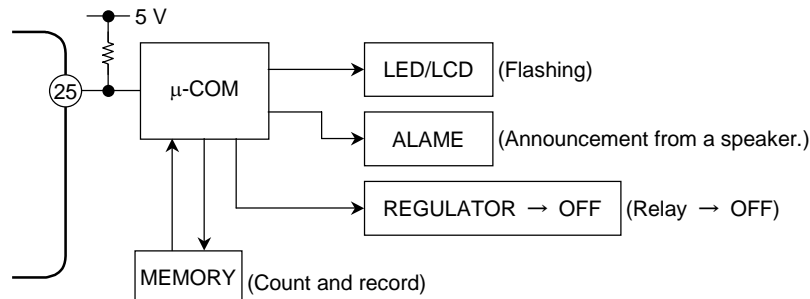 5 V
25
μ-COM
LED/LCD (Flashing)
ALAME (Announcement from a speaker.)
REGULATOR → OFF (Relay → OFF)
MEMORY (Count and record)